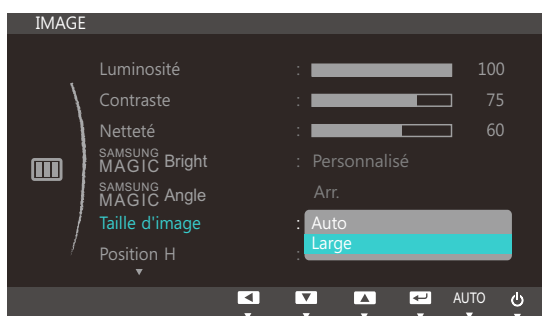 IMAGE
Luminosité : 100
Contraste : 75
Netteté : 60
SAMSUNG MAGIC Bright : Personnalisé
SAMSUNG MAGIC Angle Arr.
Taille d'image : Auto
Large
Position H :
AUTO